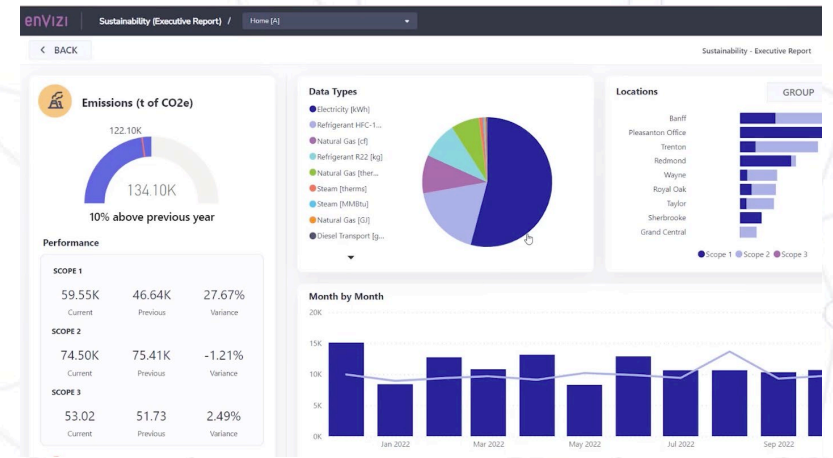 enVIZI
Sustainability (Executive Report) /
Home [A]
BACK
Sustainability - Executive Report
Emissions (t of CO2e)
122.10K
134.10K
10% above previous year
Performance
SCOPE 1
59.55K 46.64K 27.67%
Current Previous Variance
SCOPE 2
74.50K 75.41K -1.21%
Current Previous Variance
SCOPE 3
53.02 51.73 2.49%
Current Previous Variance
Data Types
Electricity [kWh]
Refrigerant HFC-1...
Natural Gas [cf]
Refrigerant R22 [kg]
Natural Gas [ther...
Steam [therms]
Steam [MMBtu]
Natural Gas [GJ]
Diesel Transport [g...
Locations
GROUP
Banff
Pleasanton Office
Trenton
Redmond
Wayne
Royal Oak
Taylor
Sherbrooke
Grand Central
Scope 1 Scope 2 Scope 3
Month by Month
20K
15K
10K
5K
0K
Jan 2022 Mar 2022 May 2022 Jul 2022 Sep 2022